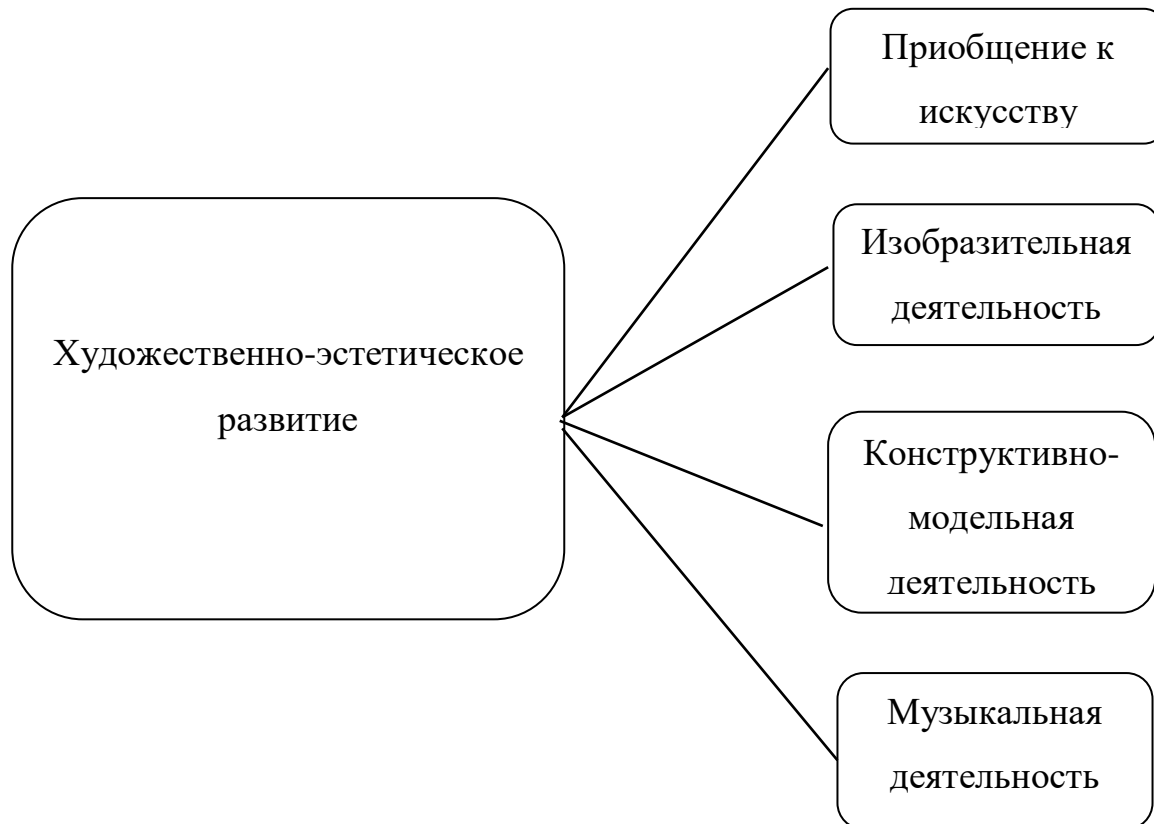 Приобщение к
искусству
Изобразительная
деятельность
Художественно-эстетическое
развитие
Конструктивно-
модельная
деятельность
Музыкальная
деятельность